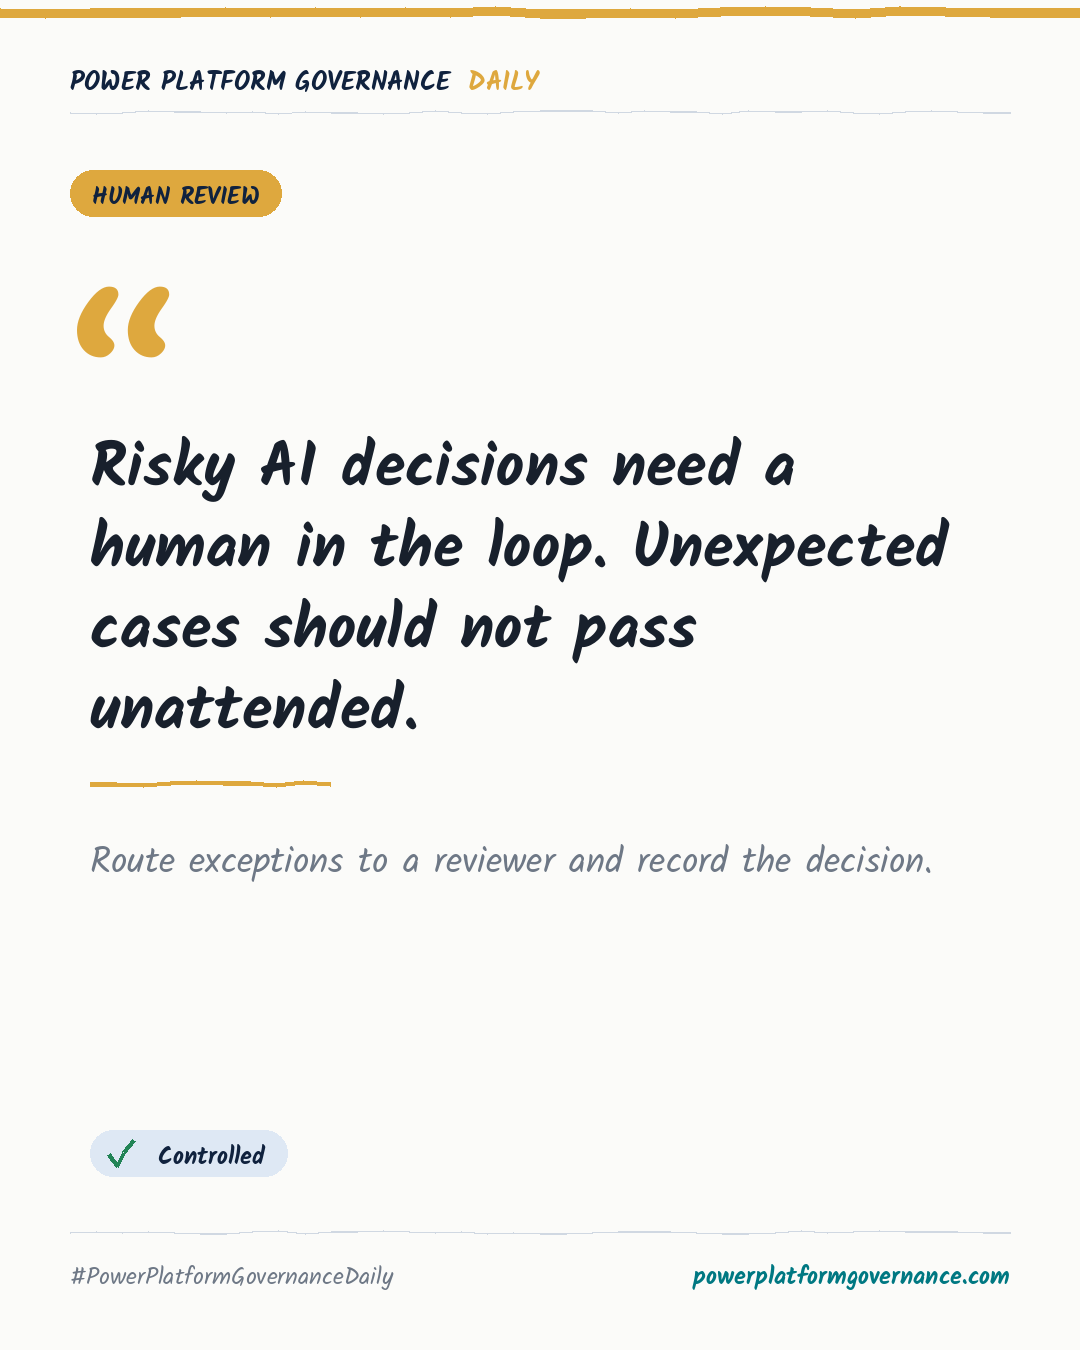 POWER PLATFORM GOVERNANCE DAILY
HUMAN REVIEW
“
Risky AI decisions need a
human in the loop. Unexpected
cases should not pass
unattended.
Route exceptions to a reviewer and record the decision.
✓ Controlled
#PowerPlatformGovernanceDaily
powerplatformgovernance.com